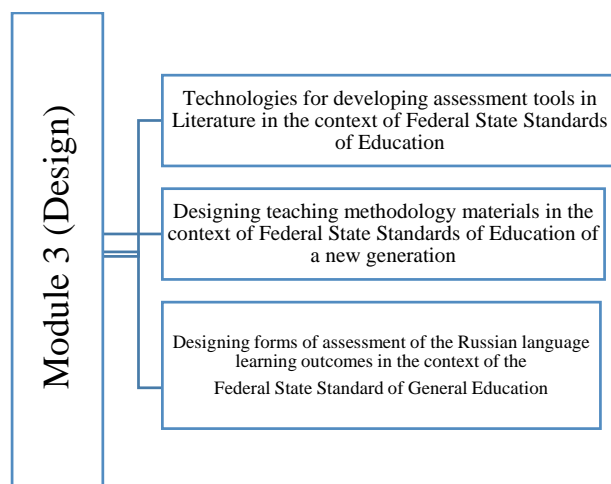 Module 3 (Design)
Technologies for developing assessment tools in
Literature in the context of Federal State Standards
of Education
Designing teaching methodology materials in the
context of Federal State Standards of Education of
a new generation
Designing forms of assessment of the Russian language
learning outcomes in the context of the
Federal State Standard of General Education